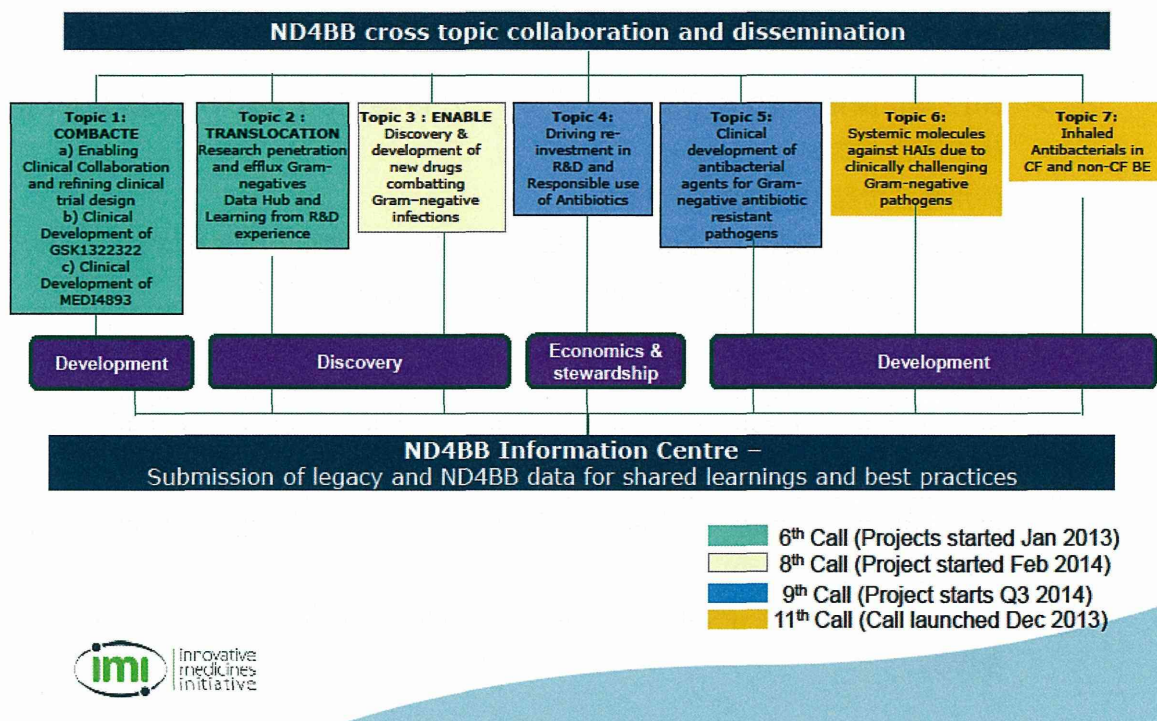 ND4BB cross topic collaboration and dissemination
Topic 1:
COMBACTE
a) Enabling
Clinical Collaboration
and refining clinical
trial design
b) Clinical
Development of
GSK1322322
c) Clinical
Development of
MEDI4893
Topic 2 :
TRANSLOCATION
Research penetration
and efflux Gram-
negatives
Data Hub and
Learning from R&D
experience
Topic 3 : ENABLE
Discovery &
development of
new drugs
combatting
Gram–negative
infections
Topic 4:
Driving re-
investment in
R&D and
Responsible use
of Antibiotics
Topic 5:
Clinical
development of
antibacterial
agents for Gram-
negative antibiotic
resistant
pathogens
Topic 6:
Systemic molecules
against HAIs due to
clinically challenging
Gram-negative
pathogens
Topic 7:
Inhaled
Antibacterials in
CF and non-CF BE
Development
Discovery
Economics &
stewardship
Development
ND4BB Information Centre –
Submission of legacy and ND4BB data for shared learnings and best practices
6th Call (Projects started Jan 2013)
8th Call (Project started Feb 2014)
9th Call (Project starts Q3 2014)
11th Call (Call launched Dec 2013)
imi
innovative
medicines
initiative